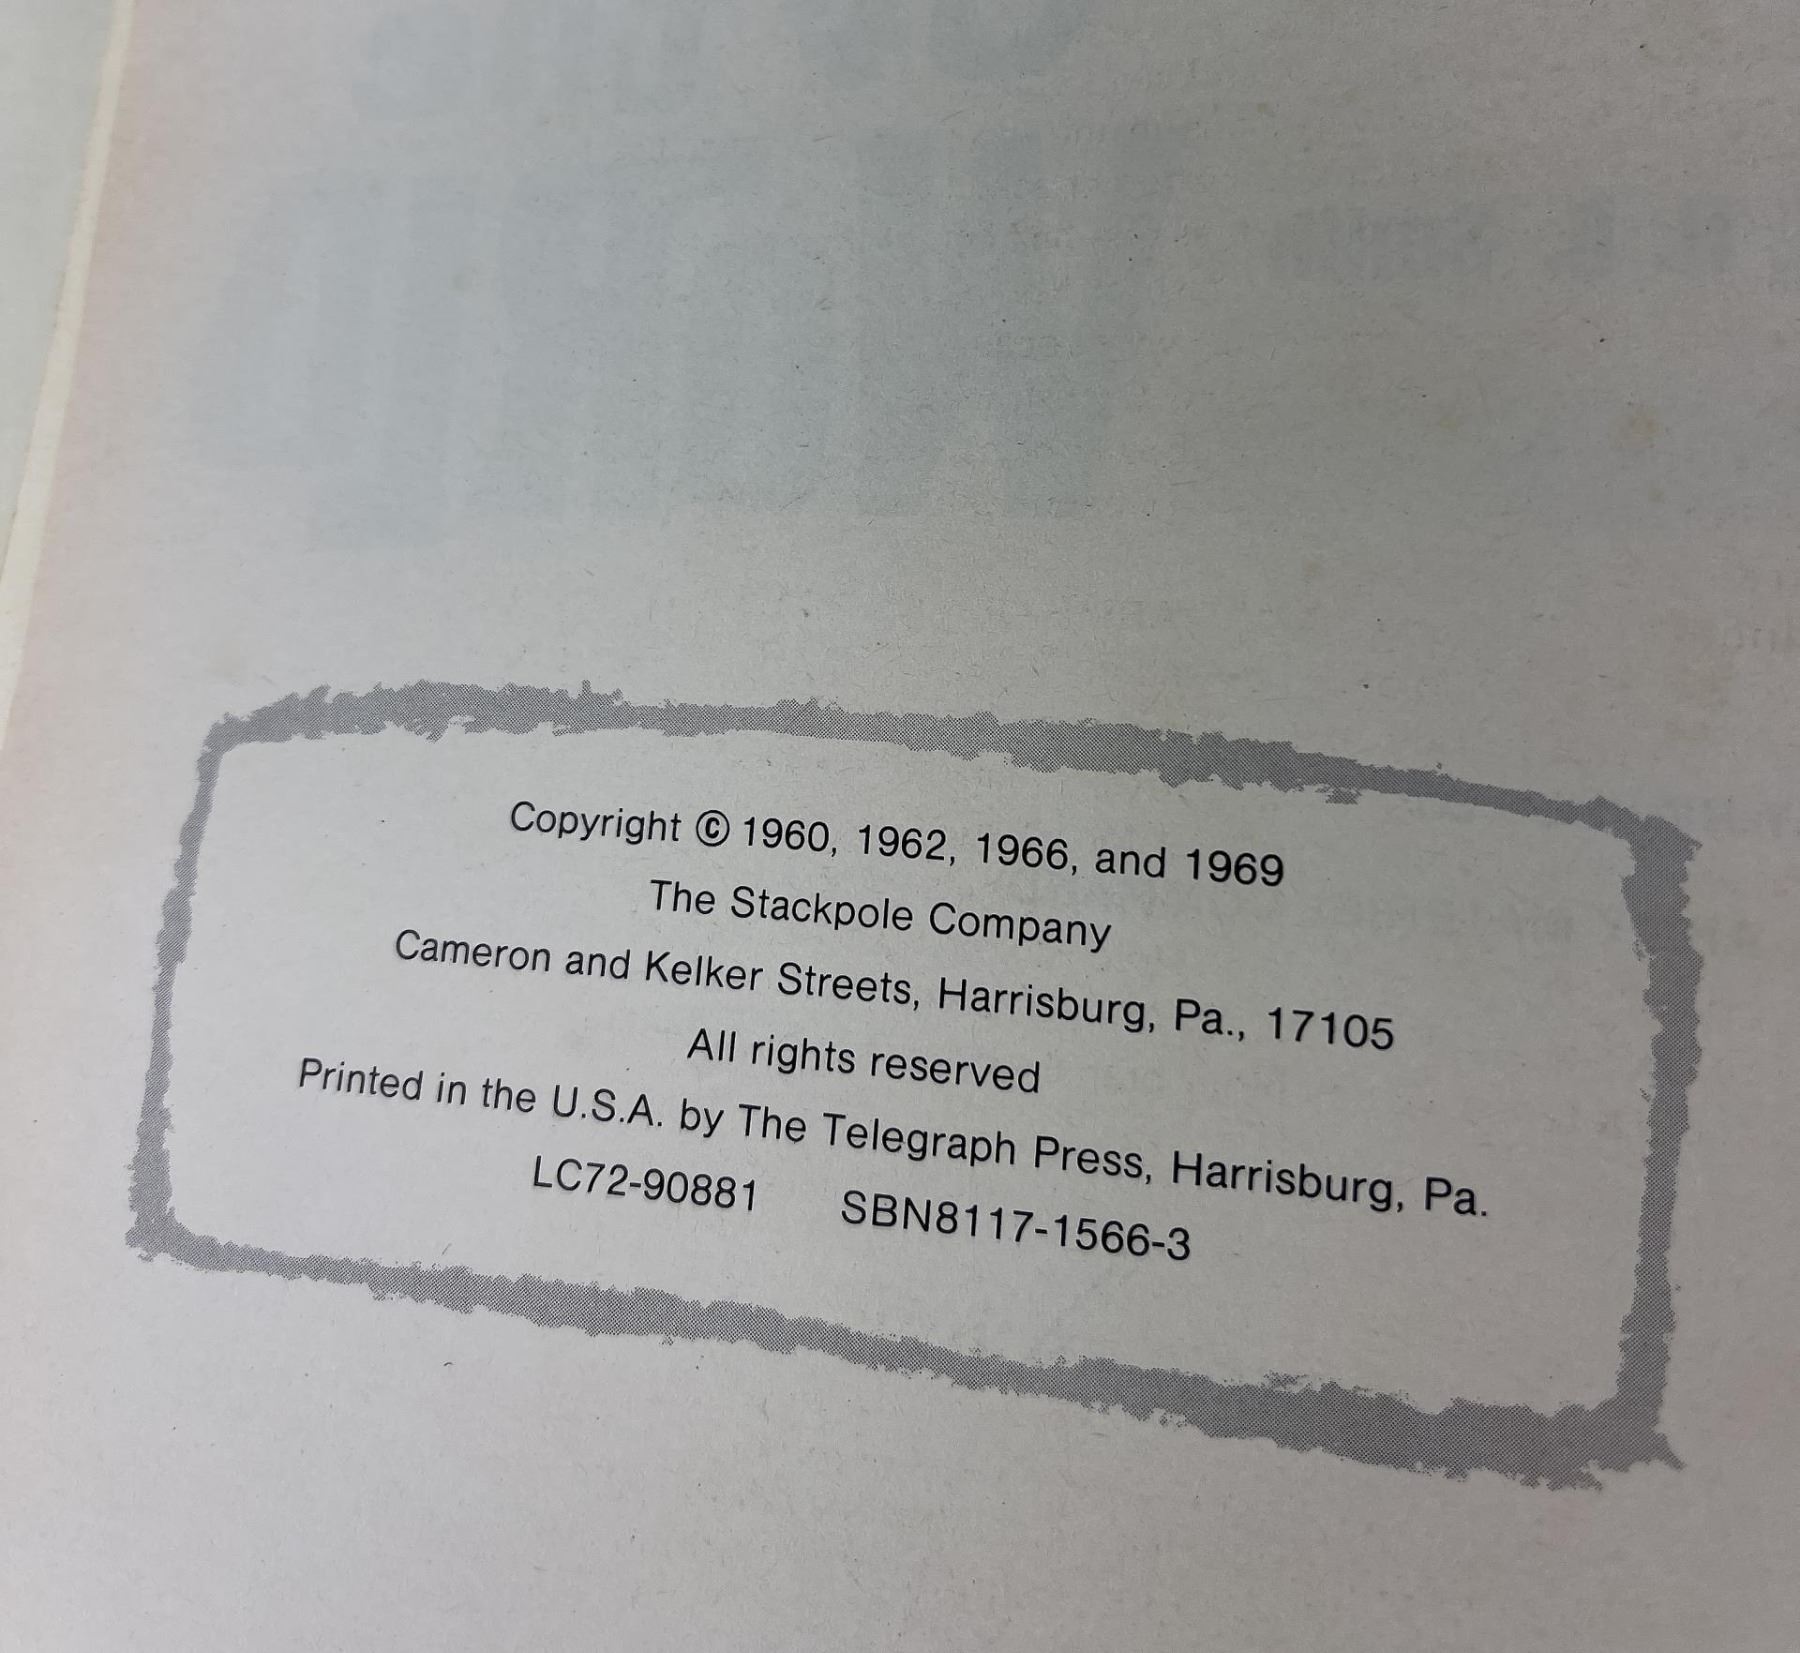 Copyright © 1960, 1962, 1966, and 1969
The Stackpole Company
Cameron and Kelker Streets, Harrisburg, Pa., 17105
All rights reserved
Printed in the U.S.A. by The Telegraph Press, Harrisburg, Pa.
LC72-90881 SBN8117-1566-3